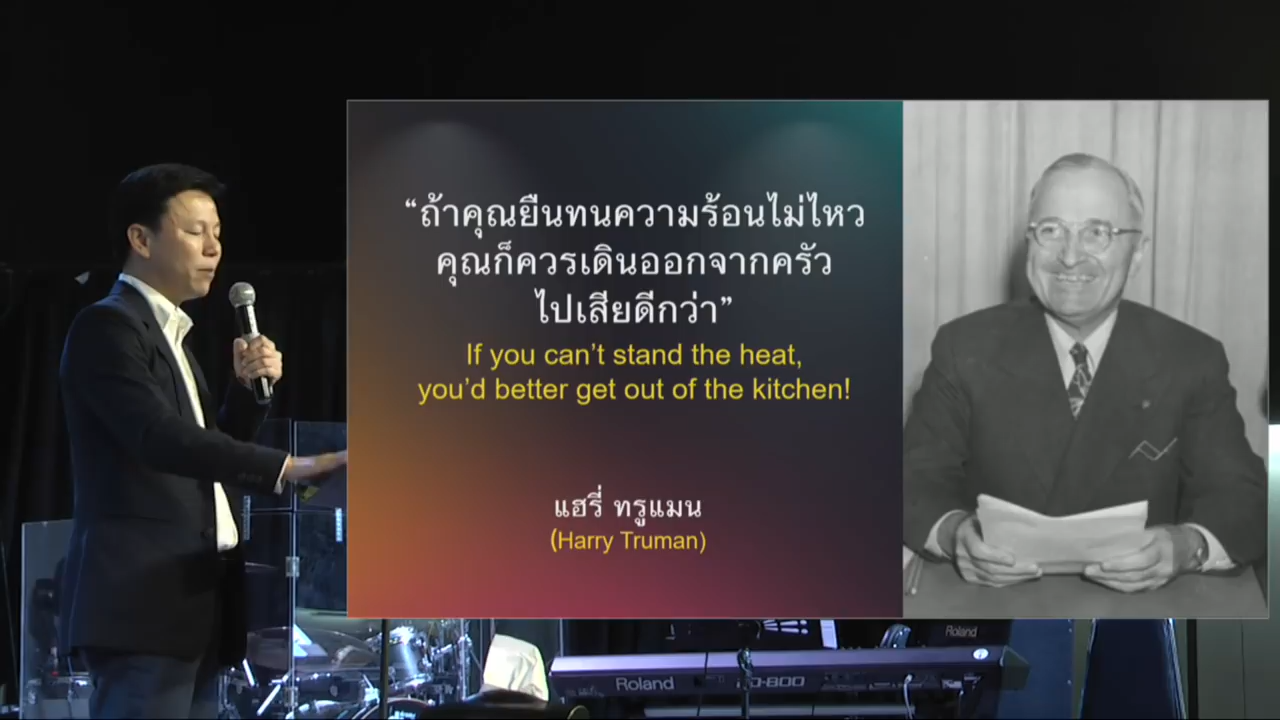 “ถ้าคุณยืนทนความร้อนไม่ไหว
คุณก็ควรเดินออกจากครัว
ไปเสียดีกว่า”
If you can’t stand the heat,
you’d better get out of the kitchen!
แฮรี่ ทรูแมน
(Harry Truman)
Roland
Roland